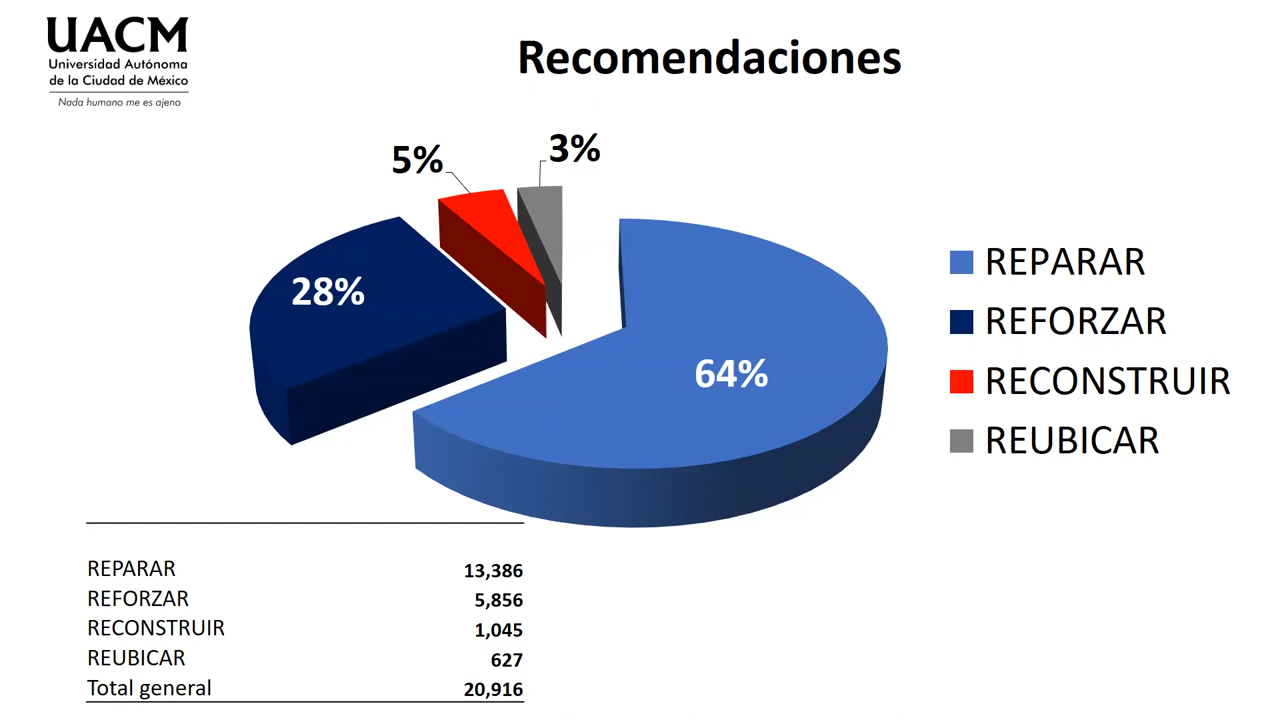 UACM
Universidad Autónoma
de la Ciudad de México
Nada humano me es ajeno
Recomendaciones
5%
3%
28%
64%
REPARAR
REFORZAR
RECONSTRUIR
REUBICAR
REPARAR 13,386
REFORZAR 5,856
RECONSTRUIR 1,045
REUBICAR 627
Total general 20,916